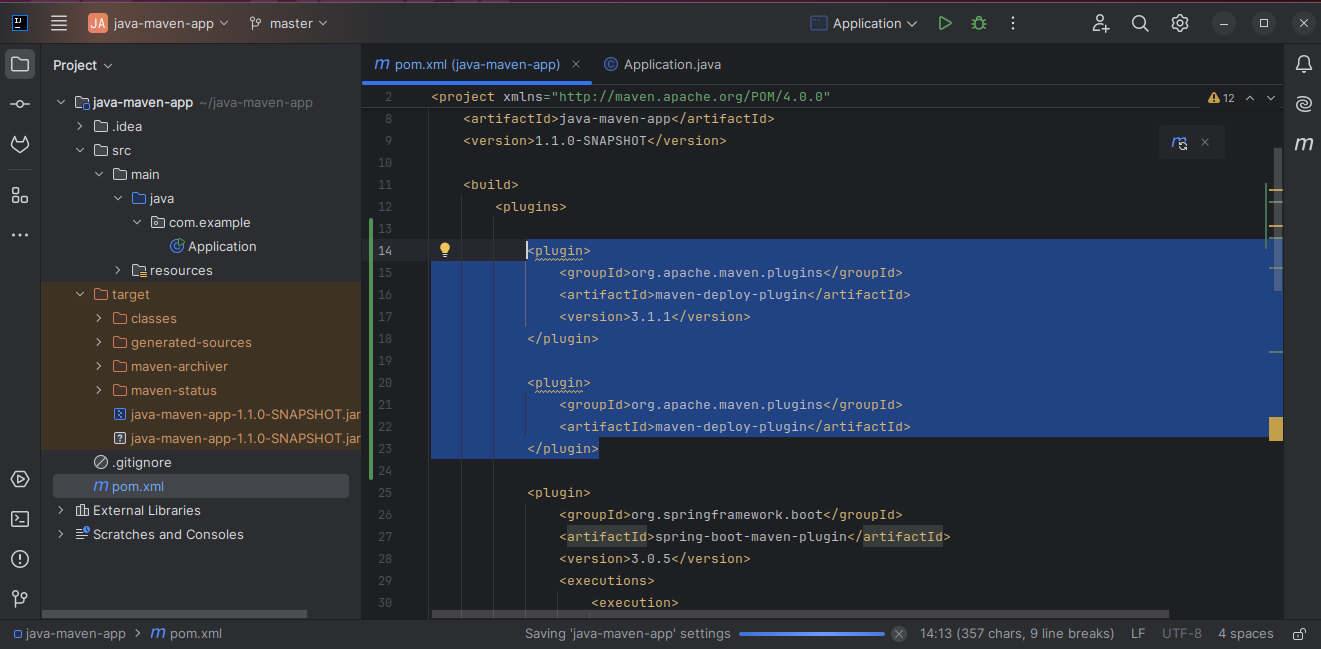 JA java-maven-app master Application
Project
pom.xml (java-maven-app) Application.java
java-maven-app ~/java-maven-app
.idea
src
main
java
com.example
Application
resources
target
classes
generated-sources
maven-archiver
maven-status
java-maven-app-1.1.0-SNAPSHOT.jar
java-maven-app-1.1.0-SNAPSHOT.jar
.gitignore
m pom.xml
External Libraries
Scratches and Consoles
2 <project xmlns="http://maven.apache.org/POM/4.0.0"
12
8 <artifactId>java-maven-app</artifactId>
9 <version>1.1.0-SNAPSHOT</version>
10
11 <build>
12 <plugins>
13
14 <plugin>
15 <groupId>org.apache.maven.plugins</groupId>
16 <artifactId>maven-deploy-plugin</artifactId>
17 <version>3.1.1</version>
18 </plugin>
19
20 <plugin>
21 <groupId>org.apache.maven.plugins</groupId>
22 <artifactId>maven-deploy-plugin</artifactId>
23 </plugin>
24
25 <plugin>
26 <groupId>org.springframework.boot</groupId>
27 <artifactId>spring-boot-maven-plugin</artifactId>
28 <version>3.0.5</version>
29 <executions>
30 <execution>
java-maven-app > m pom.xml
Saving 'java-maven-app' settings
14:13 (357 chars, 9 line breaks) LF UTF-8 4 spaces